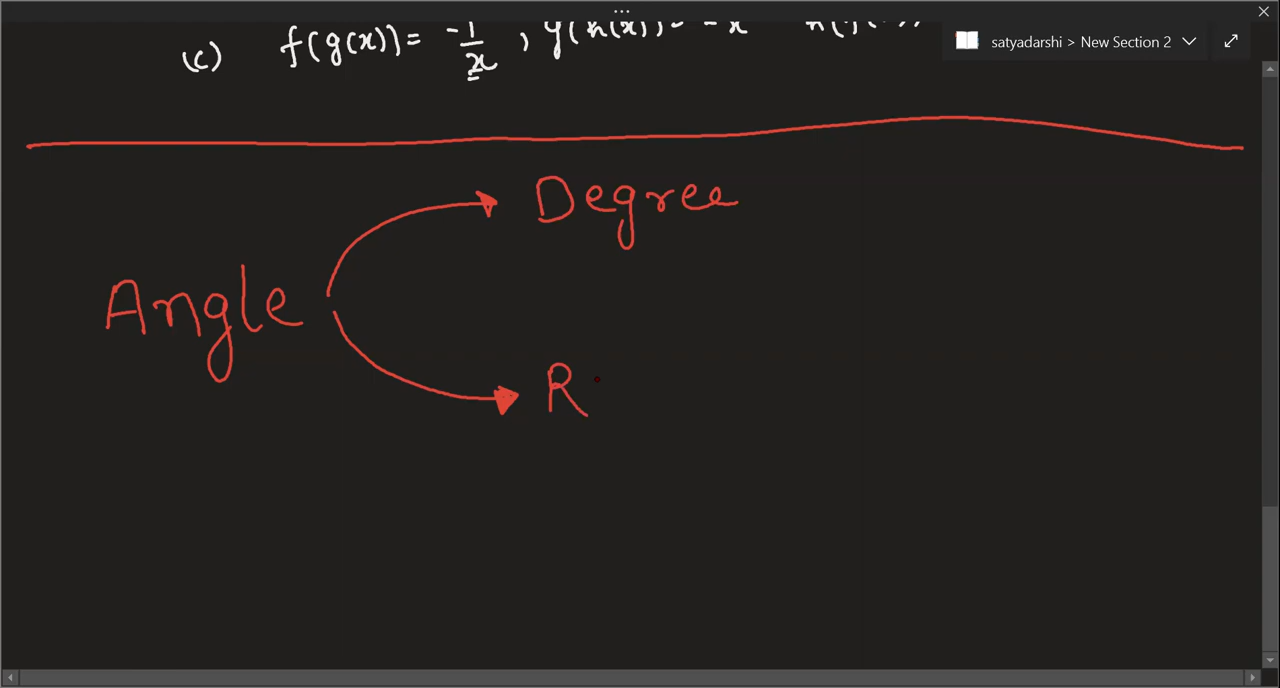 satyadarshi > New Section 2
(c) f(g(x)) = -1/x ,
Degree
Angle
R